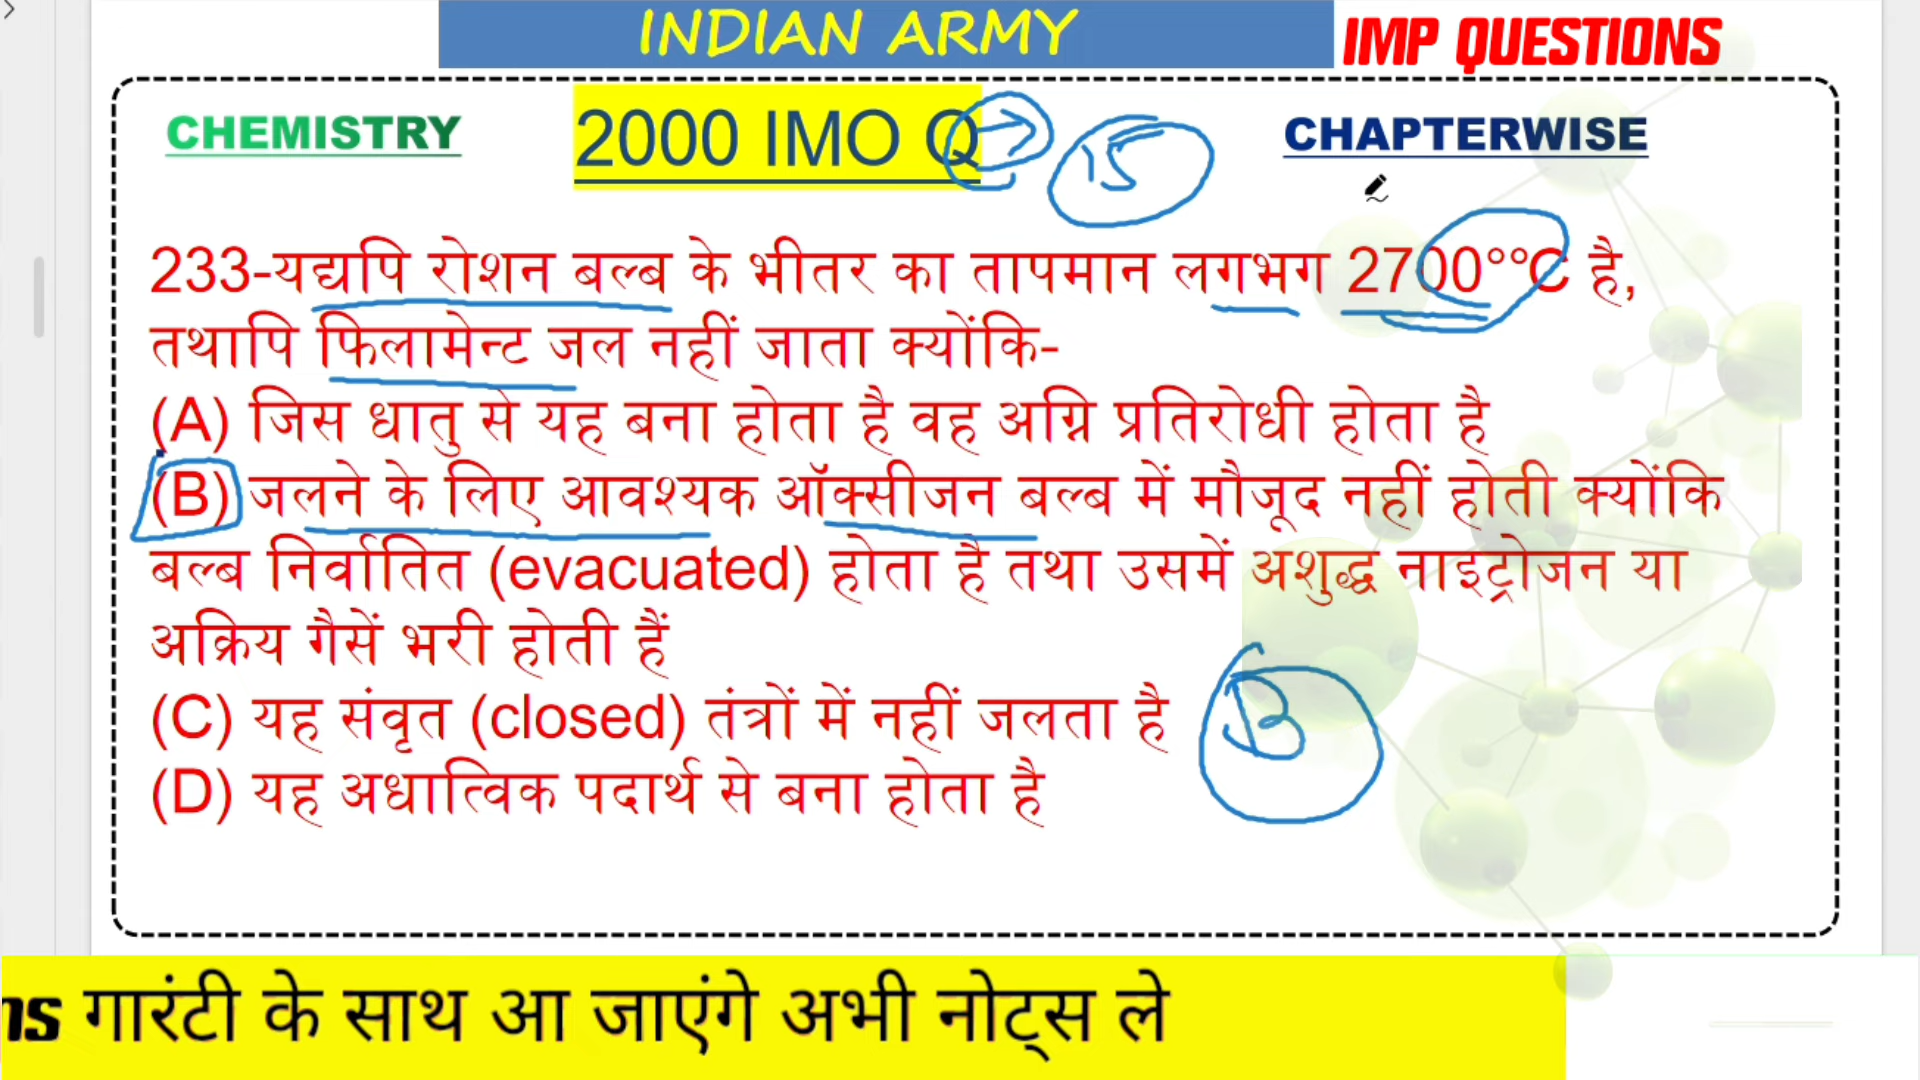 INDIAN ARMY
IMP QUESTIONS
CHEMISTRY
2000 IMO Q
15
CHAPTERWISE
233-यद्यपि रोशन बल्ब के भीतर का तापमान लगभग 2700°°C है,
तथापि फिलामेन्ट जल नहीं जाता क्योंकि-
(A) जिस धातु से यह बना होता है वह अग्नि प्रतिरोधी होता है
(B) जलने के लिए आवश्यक ऑक्सीजन बल्ब में मौजूद नहीं होती क्योंकि
बल्ब निर्वातित (evacuated) होता है तथा उसमें अशुद्ध नाइट्रोजन या
अक्रिय गैसें भरी होती हैं
(C) यह संवृत (closed) तंत्रों में नहीं जलता है
B
(D) यह अधात्विक पदार्थ से बना होता है
ns गारंटी के साथ आ जाएंगे अभी नोट्स ले